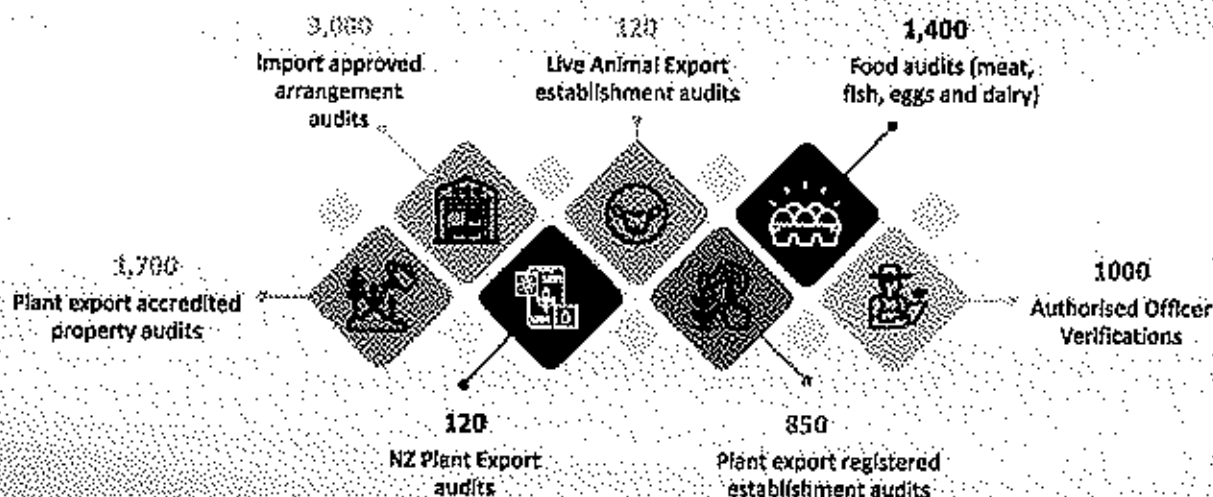 3,000
Import approved
arrangement
audits
120
Live Animal Export
establishment audits
1,400
Food audits (meat,
fish, eggs and dairy)
1,700
Plant export accredited
property audits
1000
Authorised Officer
Verifications
120
NZ Plant Export
audits
850
Plant export registered
establishment audits